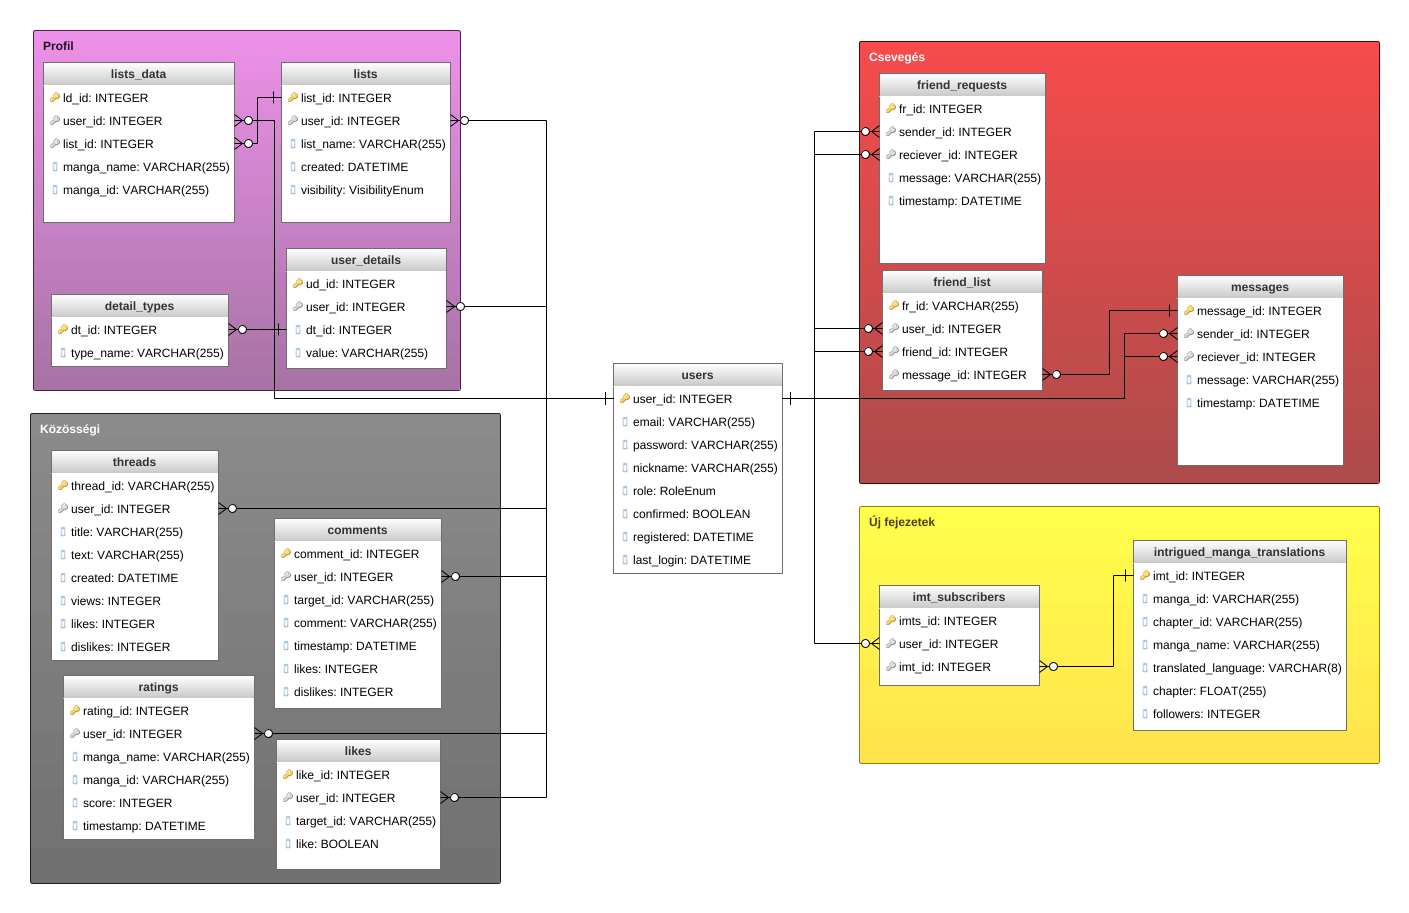 Profil
lists_data
ld_id: INTEGER
user_id: INTEGER
list_id: INTEGER
manga_name: VARCHAR(255)
manga_id: VARCHAR(255)
lists
list_id: INTEGER
user_id: INTEGER
list_name: VARCHAR(255)
created: DATETIME
visibility: VisibilityEnum
detail_types
dt_id: INTEGER
type_name: VARCHAR(255)
user_details
ud_id: INTEGER
user_id: INTEGER
dt_id: INTEGER
value: VARCHAR(255)
Közösségi
threads
thread_id: VARCHAR(255)
user_id: INTEGER
title: VARCHAR(255)
text: VARCHAR(255)
created: DATETIME
views: INTEGER
likes: INTEGER
dislikes: INTEGER
comments
comment_id: INTEGER
user_id: INTEGER
target_id: VARCHAR(255)
comment: VARCHAR(255)
timestamp: DATETIME
likes: INTEGER
dislikes: INTEGER
ratings
rating_id: INTEGER
user_id: INTEGER
manga_name: VARCHAR(255)
manga_id: VARCHAR(255)
score: INTEGER
timestamp: DATETIME
likes
like_id: INTEGER
user_id: INTEGER
target_id: VARCHAR(255)
like: BOOLEAN
users
user_id: INTEGER
email: VARCHAR(255)
password: VARCHAR(255)
nickname: VARCHAR(255)
role: RoleEnum
confirmed: BOOLEAN
registered: DATETIME
last_login: DATETIME
Csevegés
friend_requests
fr_id: INTEGER
sender_id: INTEGER
reciever_id: INTEGER
message: VARCHAR(255)
timestamp: DATETIME
friend_list
fr_id: VARCHAR(255)
user_id: INTEGER
friend_id: INTEGER
message_id: INTEGER
messages
message_id: INTEGER
sender_id: INTEGER
reciever_id: INTEGER
message: VARCHAR(255)
timestamp: DATETIME
Új fejezetek
imt_subscribers
imts_id: INTEGER
user_id: INTEGER
imt_id: INTEGER
intrigued_manga_translations
imt_id: INTEGER
manga_id: VARCHAR(255)
chapter_id: VARCHAR(255)
manga_name: VARCHAR(255)
translated_language: VARCHAR(8)
chapter: FLOAT(255)
followers: INTEGER